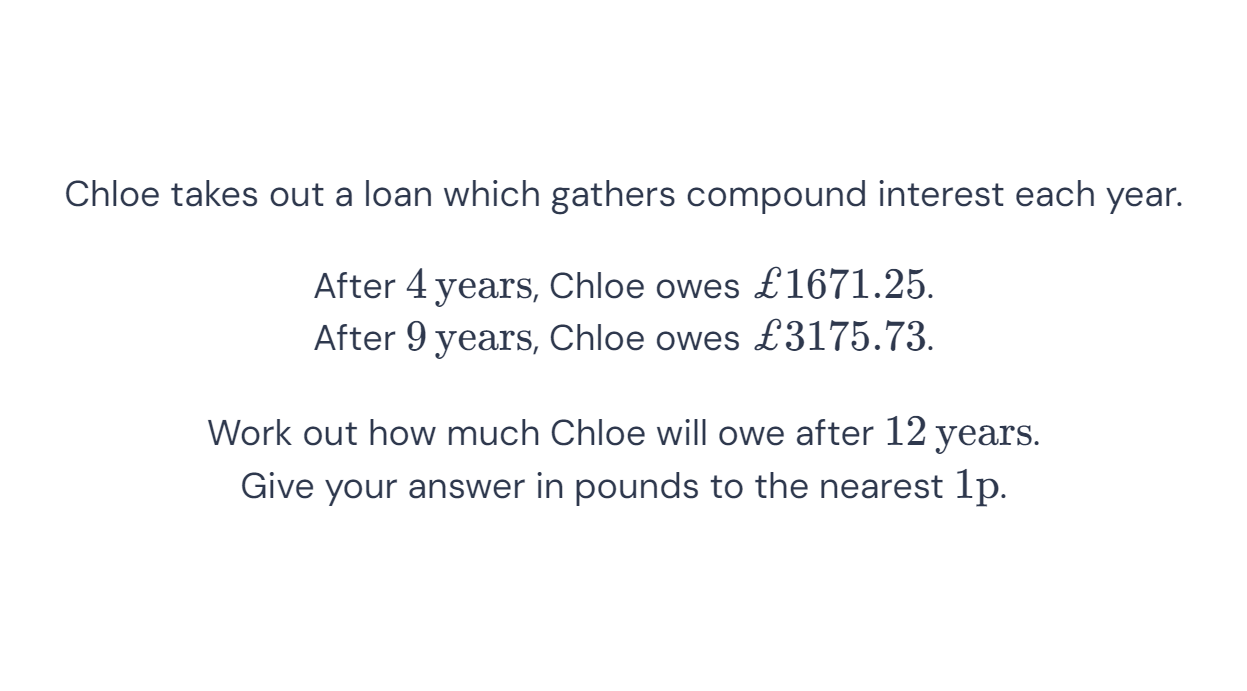 Chloe takes out a loan which gathers compound interest each year.
After 4 years, Chloe owes £1671.25.
After 9 years, Chloe owes £3175.73.
Work out how much Chloe will owe after 12 years.
Give your answer in pounds to the nearest 1p.